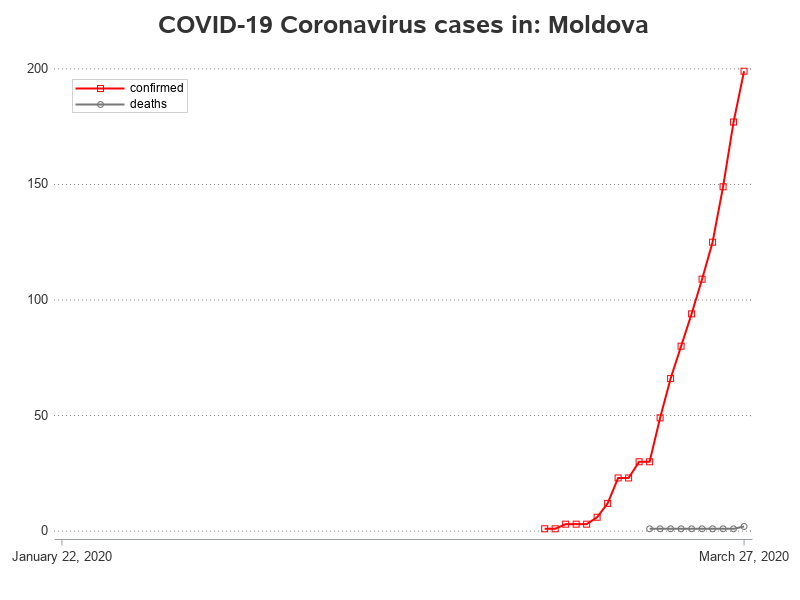 COVID-19 Coronavirus cases in: Moldova
200
confirmed
deaths
150
100
50
0
January 22, 2020
March 27, 2020